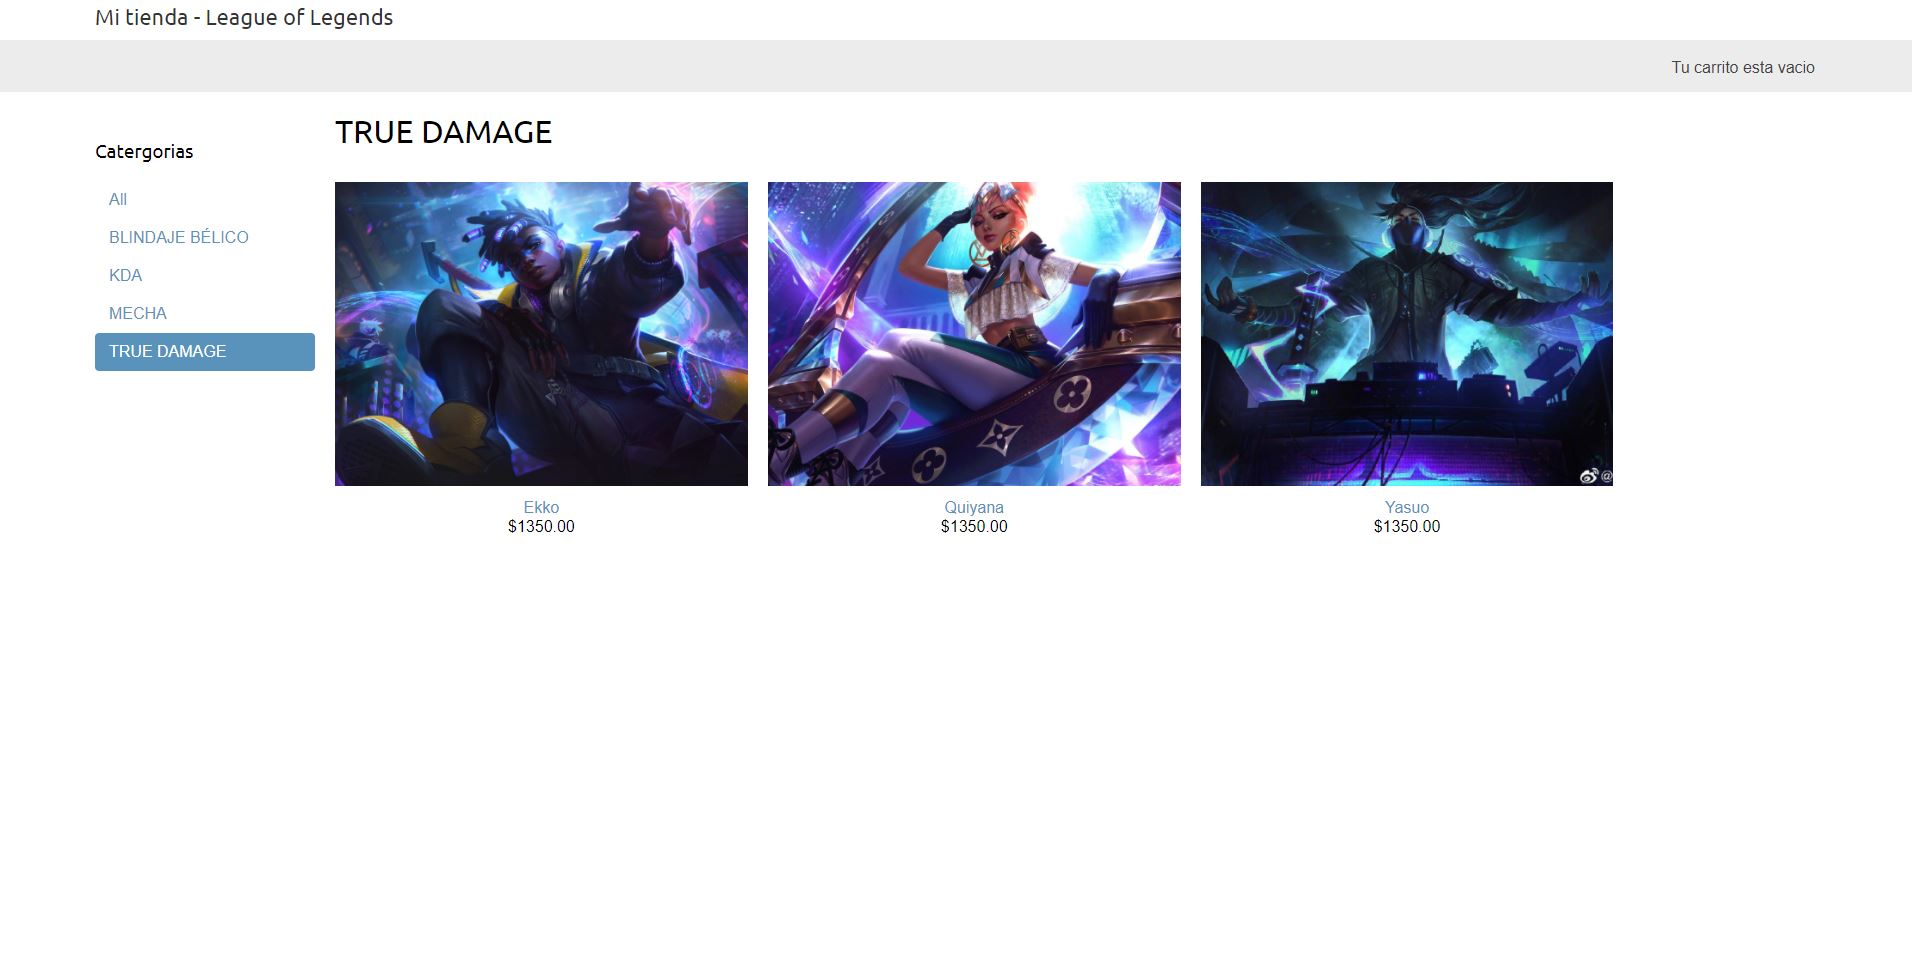 Mi tienda - League of Legends
Tu carrito esta vacio
Catergorias
All
BLINDAJE BÉLICO
KDA
MECHA
TRUE DAMAGE
TRUE DAMAGE
Ekko
$1350.00
Quiyana
$1350.00
Yasuo
$1350.00
@